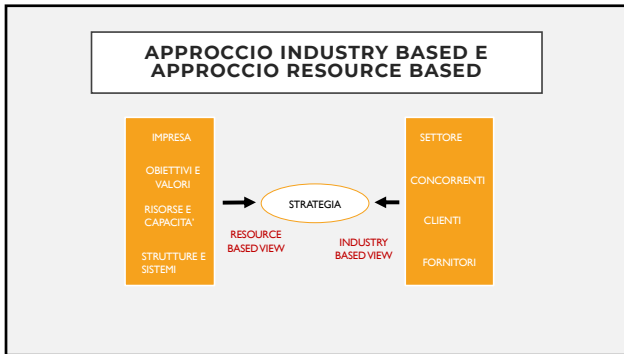 APPROCCIO INDUSTRY BASED E
APPROCCIO RESOURCE BASED
IMPRESA
OBIETTIVI E
VALORI
RISORSE E
CAPACITA'
STRUTTURE E
SISTEMI
RESOURCE
BASED VIEW
STRATEGIA
INDUSTRY
BASED VIEW
SETTORE
CONCORRENTI
CLIENTI
FORNITORI